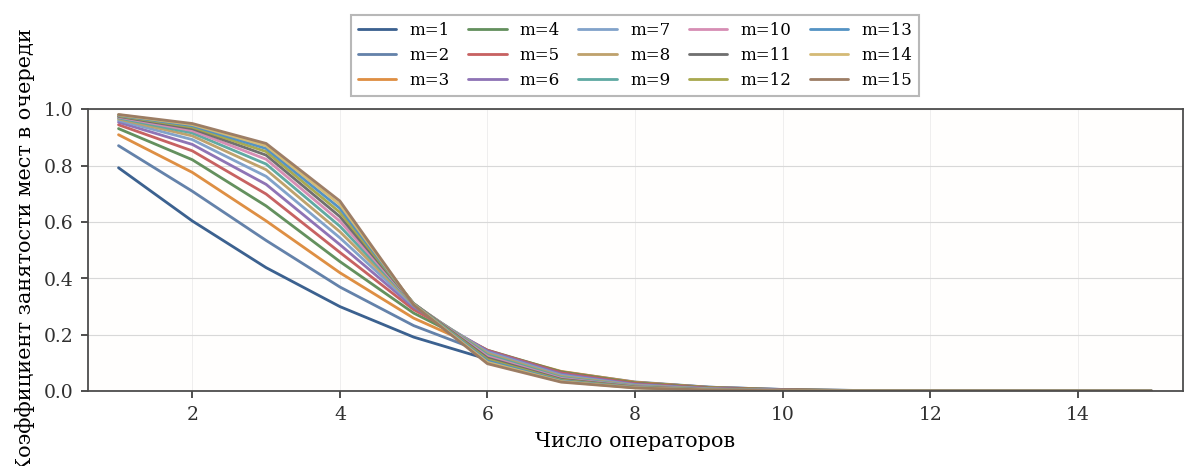 m=1 m=4 m=7 m=10 m=13
m=2 m=5 m=8 m=11 m=14
m=3 m=6 m=9 m=12 m=15
Коэффициент занятости мест в очереди
1.0
0.8
0.6
0.4
0.2
0.0
2 4 6 8 10 12 14
Число операторов